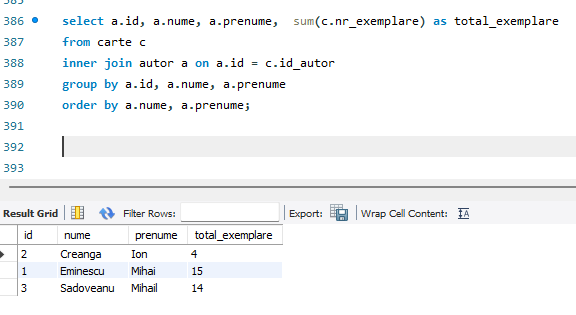 385
386 select a.id, a.nume, a.prenume,  sum(c.nr_exemplare) as total_exemplare
387 from carte c
388 inner join autor a on a.id = c.id_autor
389 group by a.id, a.nume, a.prenume
390 order by a.nume, a.prenume;
391
392
393
Result Grid Filter Rows: Export: Wrap Cell Content: IA
id nume prenume total_exemplare
2 Creanga Ion 4
1 Eminescu Mihai 15
3 Sadoveanu Mihail 14